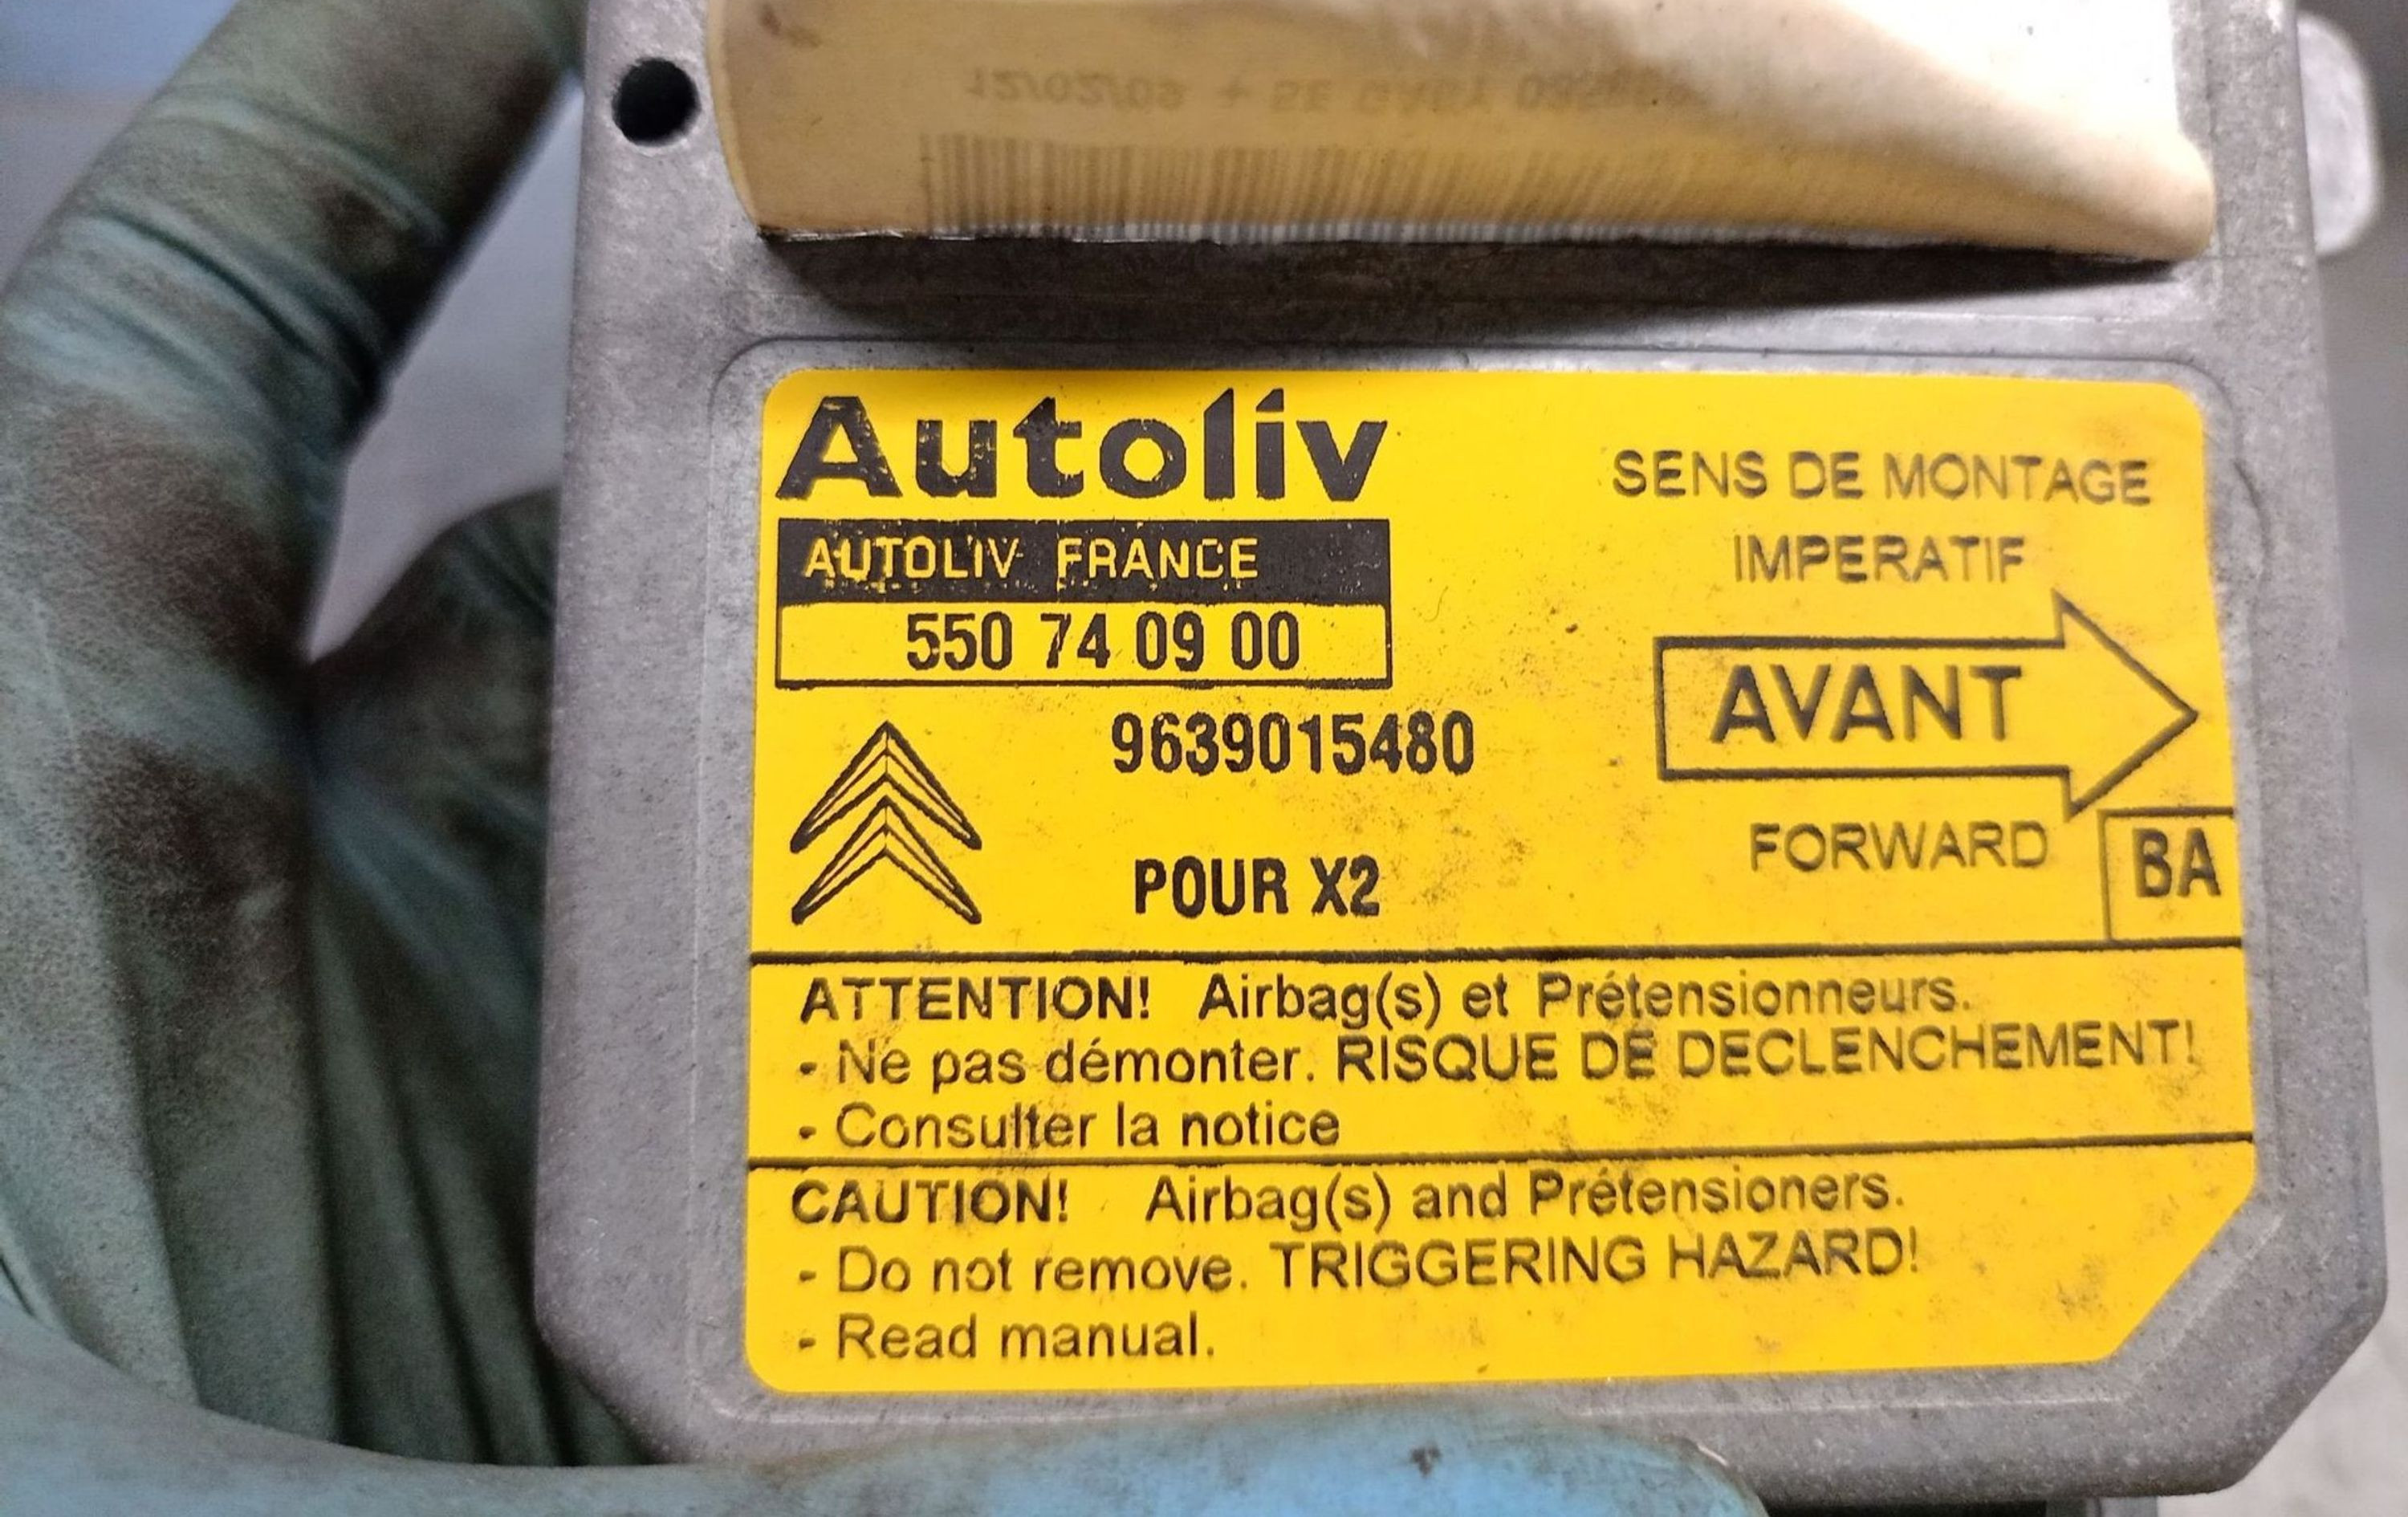 Autoliv
AUTOLIV FRANCE
550 74 09 00
9639015480
POUR X2
SENS DE MONTAGE
IMPERATIF
AVANT
FORWARD
BA
ATTENTION! Airbag(s) et Prétensionneurs.
- Ne pas démonter. RISQUE DE DECLENCHEMENT!
- Consulter la notice
CAUTION! Airbag(s) and Prétensioners.
- Do not remove. TRIGGERING HAZARD!
- Read manual.